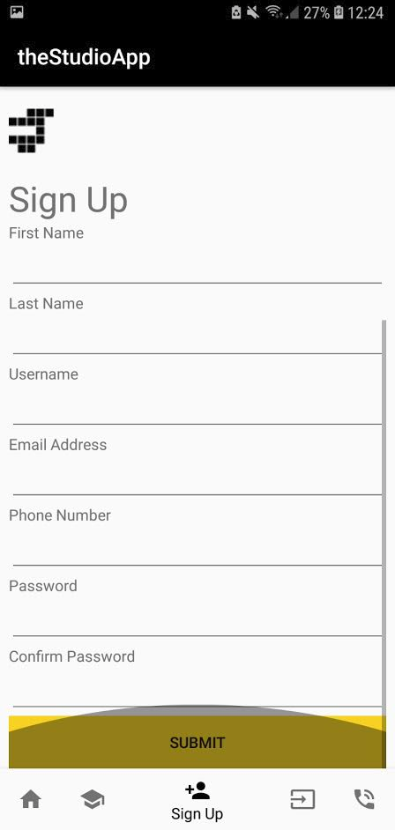 27% 12:24
theStudioApp
Sign Up
First Name
Last Name
Username
Email Address
Phone Number
Password
Confirm Password
SUBMIT
Sign Up